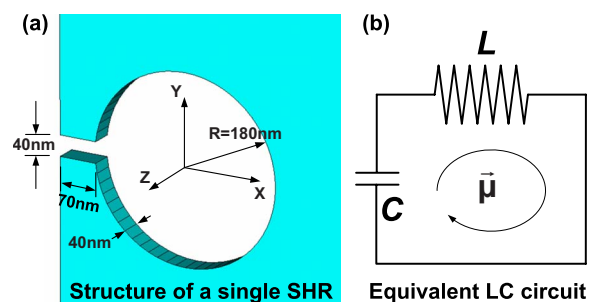 (a)
(b)
L
Y
R=180nm
40nm
Z
X
70nm
C
μ⃗
40nm
Structure of a single SHR
Equivalent LC circuit